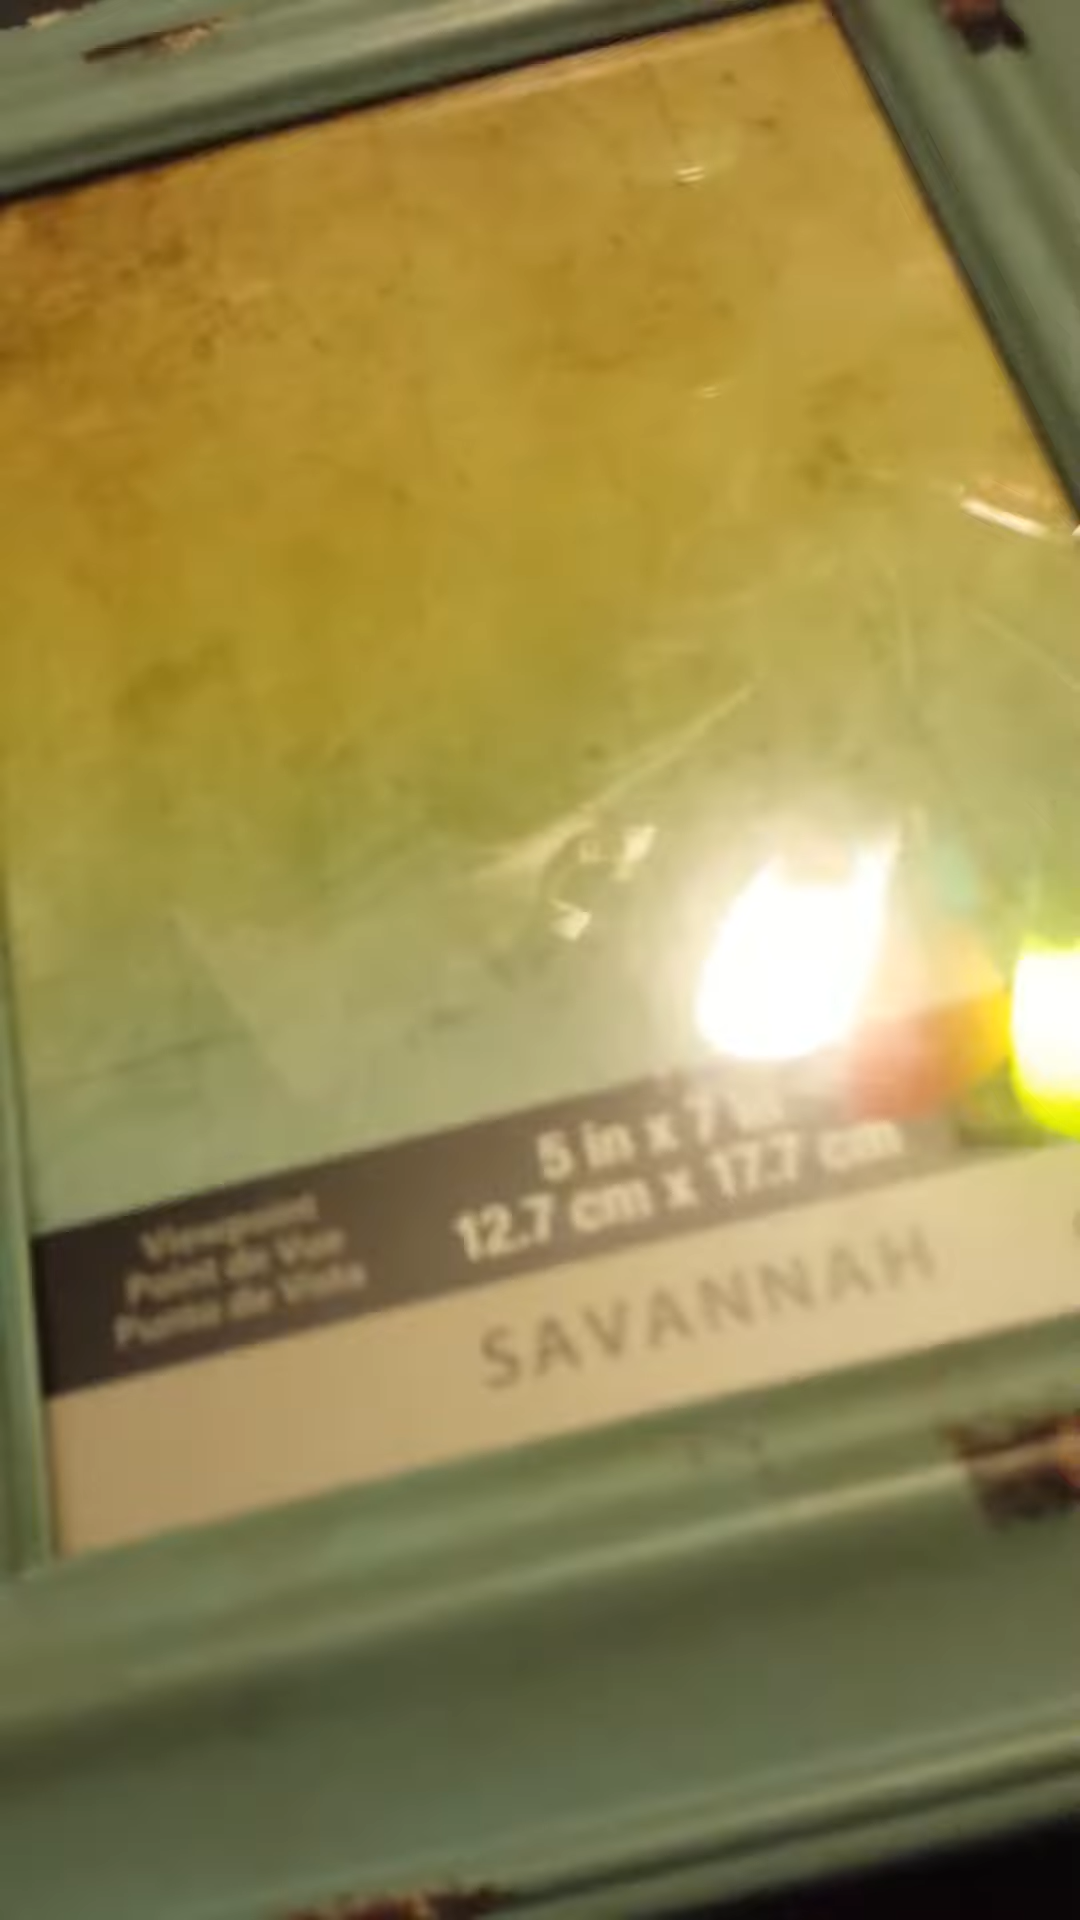 5 in x 7 in
12.7 cm x 17.7 cm
Viewpoint
Point de Vue
Punto de Vista
SAVANNAH